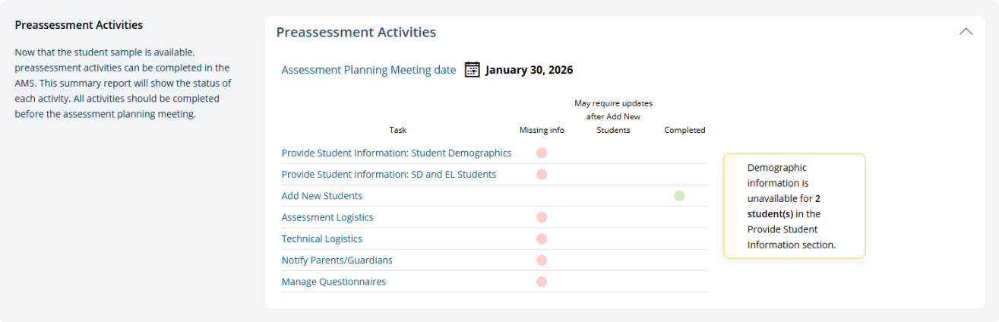 Preassessment Activities
Now that the student sample is available,
preassessment activities can be completed in the
AMS. This summary report will show the status of
each activity. All activities should be completed
before the assessment planning meeting.
Preassessment Activities
Assessment Planning Meeting date January 30, 2026
Task
Missing info
May require updates
after Add New
Students
Completed
Provide Student Information: Student Demographics
Provide Student Information: SD and EL Students
Add New Students
Assessment Logistics
Technical Logistics
Notify Parents/Guardians
Manage Questionnaires
Demographic
information is
unavailable for 2
student(s) in the
Provide Student
Information section.